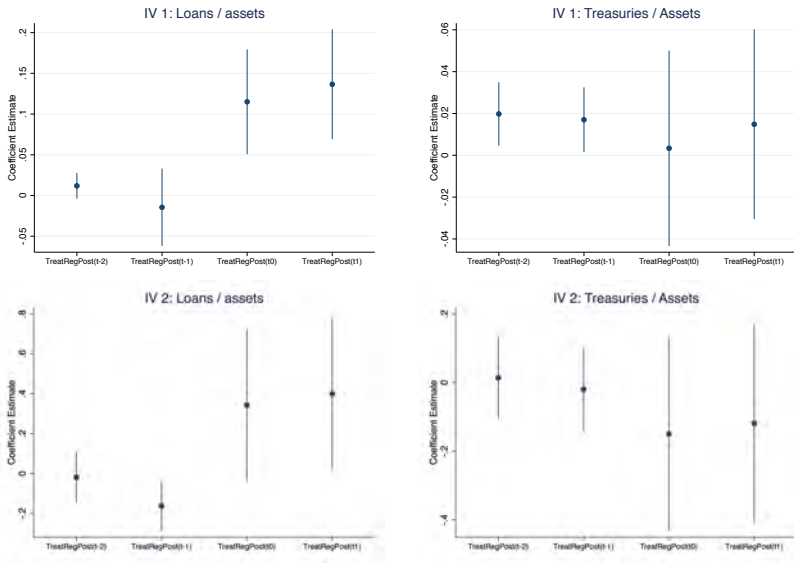 IV 1: Loans / assets
Coefficient Estimate
.2
.15
.1
.05
0
-.05
TreatRegPost(t-2) TreatRegPost(t-1) TreatRegPost(t0) TreatRegPost(t1)
IV 1: Treasuries / Assets
Coefficient Estimate
.06
.04
.02
0
-.02
-.04
TreatRegPost(t-2) TreatRegPost(t-1) TreatRegPost(t0) TreatRegPost(t1)
IV 2: Loans / assets
Coefficient Estimate
.8
.6
.4
.2
0
-.2
TreatRegPost(t-2) TreatRegPost(t-1) TreatRegPost(t0) TreatRegPost(t1)
IV 2: Treasuries / Assets
Coefficient Estimate
.2
0
-.2
-.4
TreatRegPost(t-2) TreatRegPost(t-1) TreatRegPost(t0) TreatRegPost(t1)